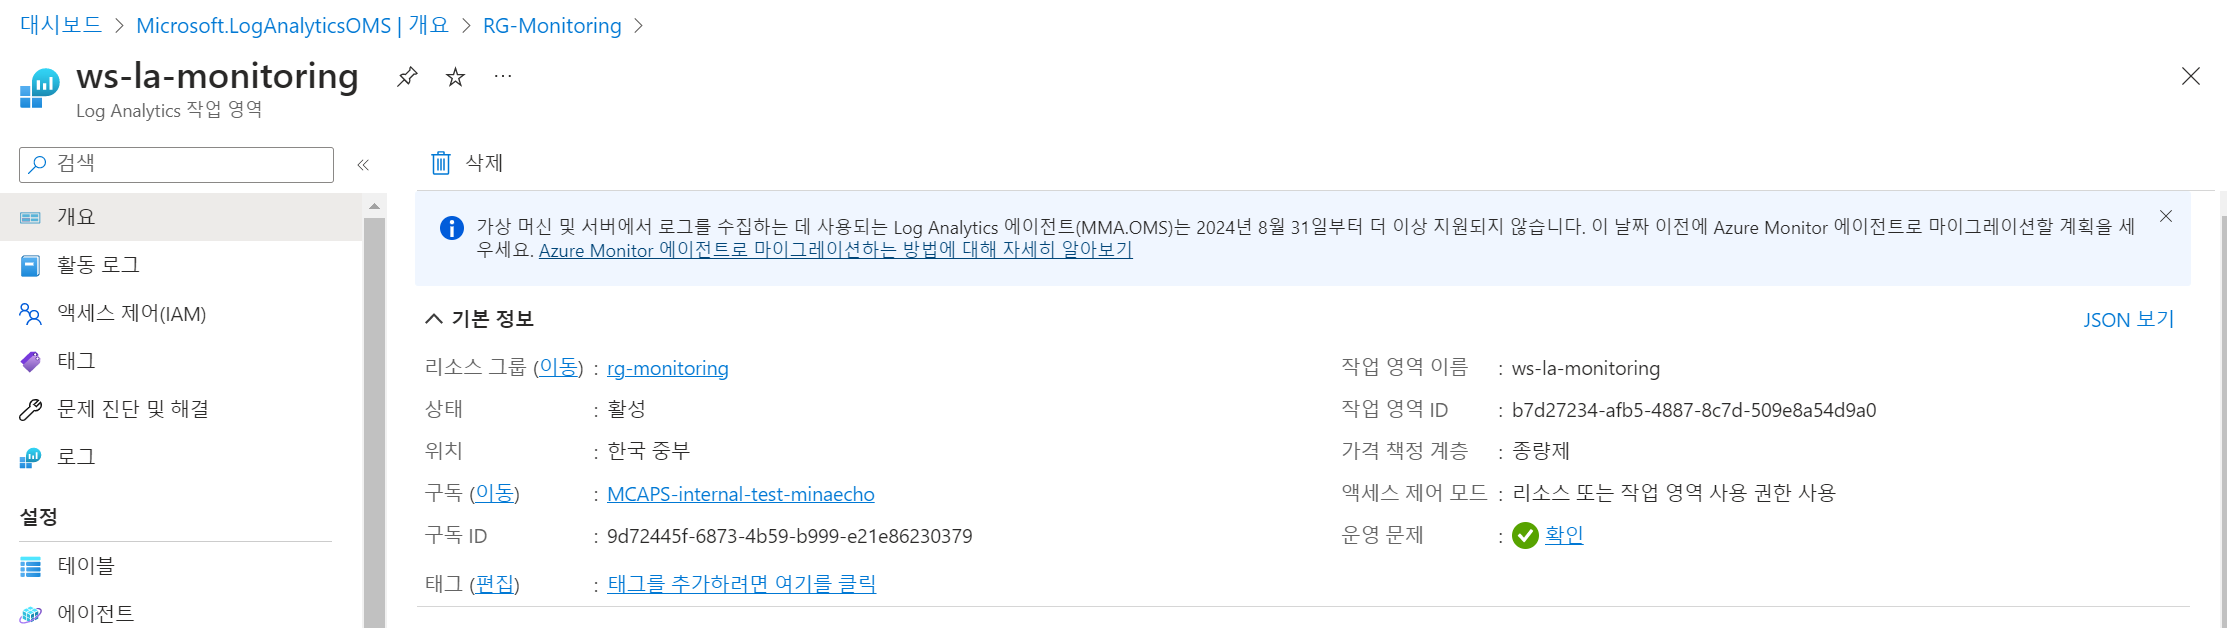 대시보드 > Microsoft.LogAnalyticsOMS | 개요 > RG-Monitoring >
ws-la-monitoring ...
Log Analytics 작업 영역
검색 «
개요
활동 로그
액세스 제어(IAM)
태그
문제 진단 및 해결
로그
설정
테이블
에이전트
삭제
가상 머신 및 서버에서 로그를 수집하는 데 사용되는 Log Analytics 에이전트(MMA.OMS)는 2024년 8월 31일부터 더 이상 지원되지 않습니다. 이 날짜 이전에 Azure Monitor 에이전트로 마이그레이션할 계획을 세
우세요. Azure Monitor 에이전트로 마이그레이션하는 방법에 대해 자세히 알아보기
기본 정보
JSON 보기
리소스 그룹 (이동) : rg-monitoring
상태 : 활성
위치 : 한국 중부
구독 (이동) : MCAPS-internal-test-minaecho
구독 ID : 9d72445f-6873-4b59-b999-e21e86230379
태그 (편집) : 태그를 추가하려면 여기를 클릭
작업 영역 이름 : ws-la-monitoring
작업 영역 ID : b7d27234-afb5-4887-8c7d-509e8a54d9a0
가격 책정 계층 : 종량제
액세스 제어 모드 : 리소스 또는 작업 영역 사용 권한 사용
운영 문제 : 확인